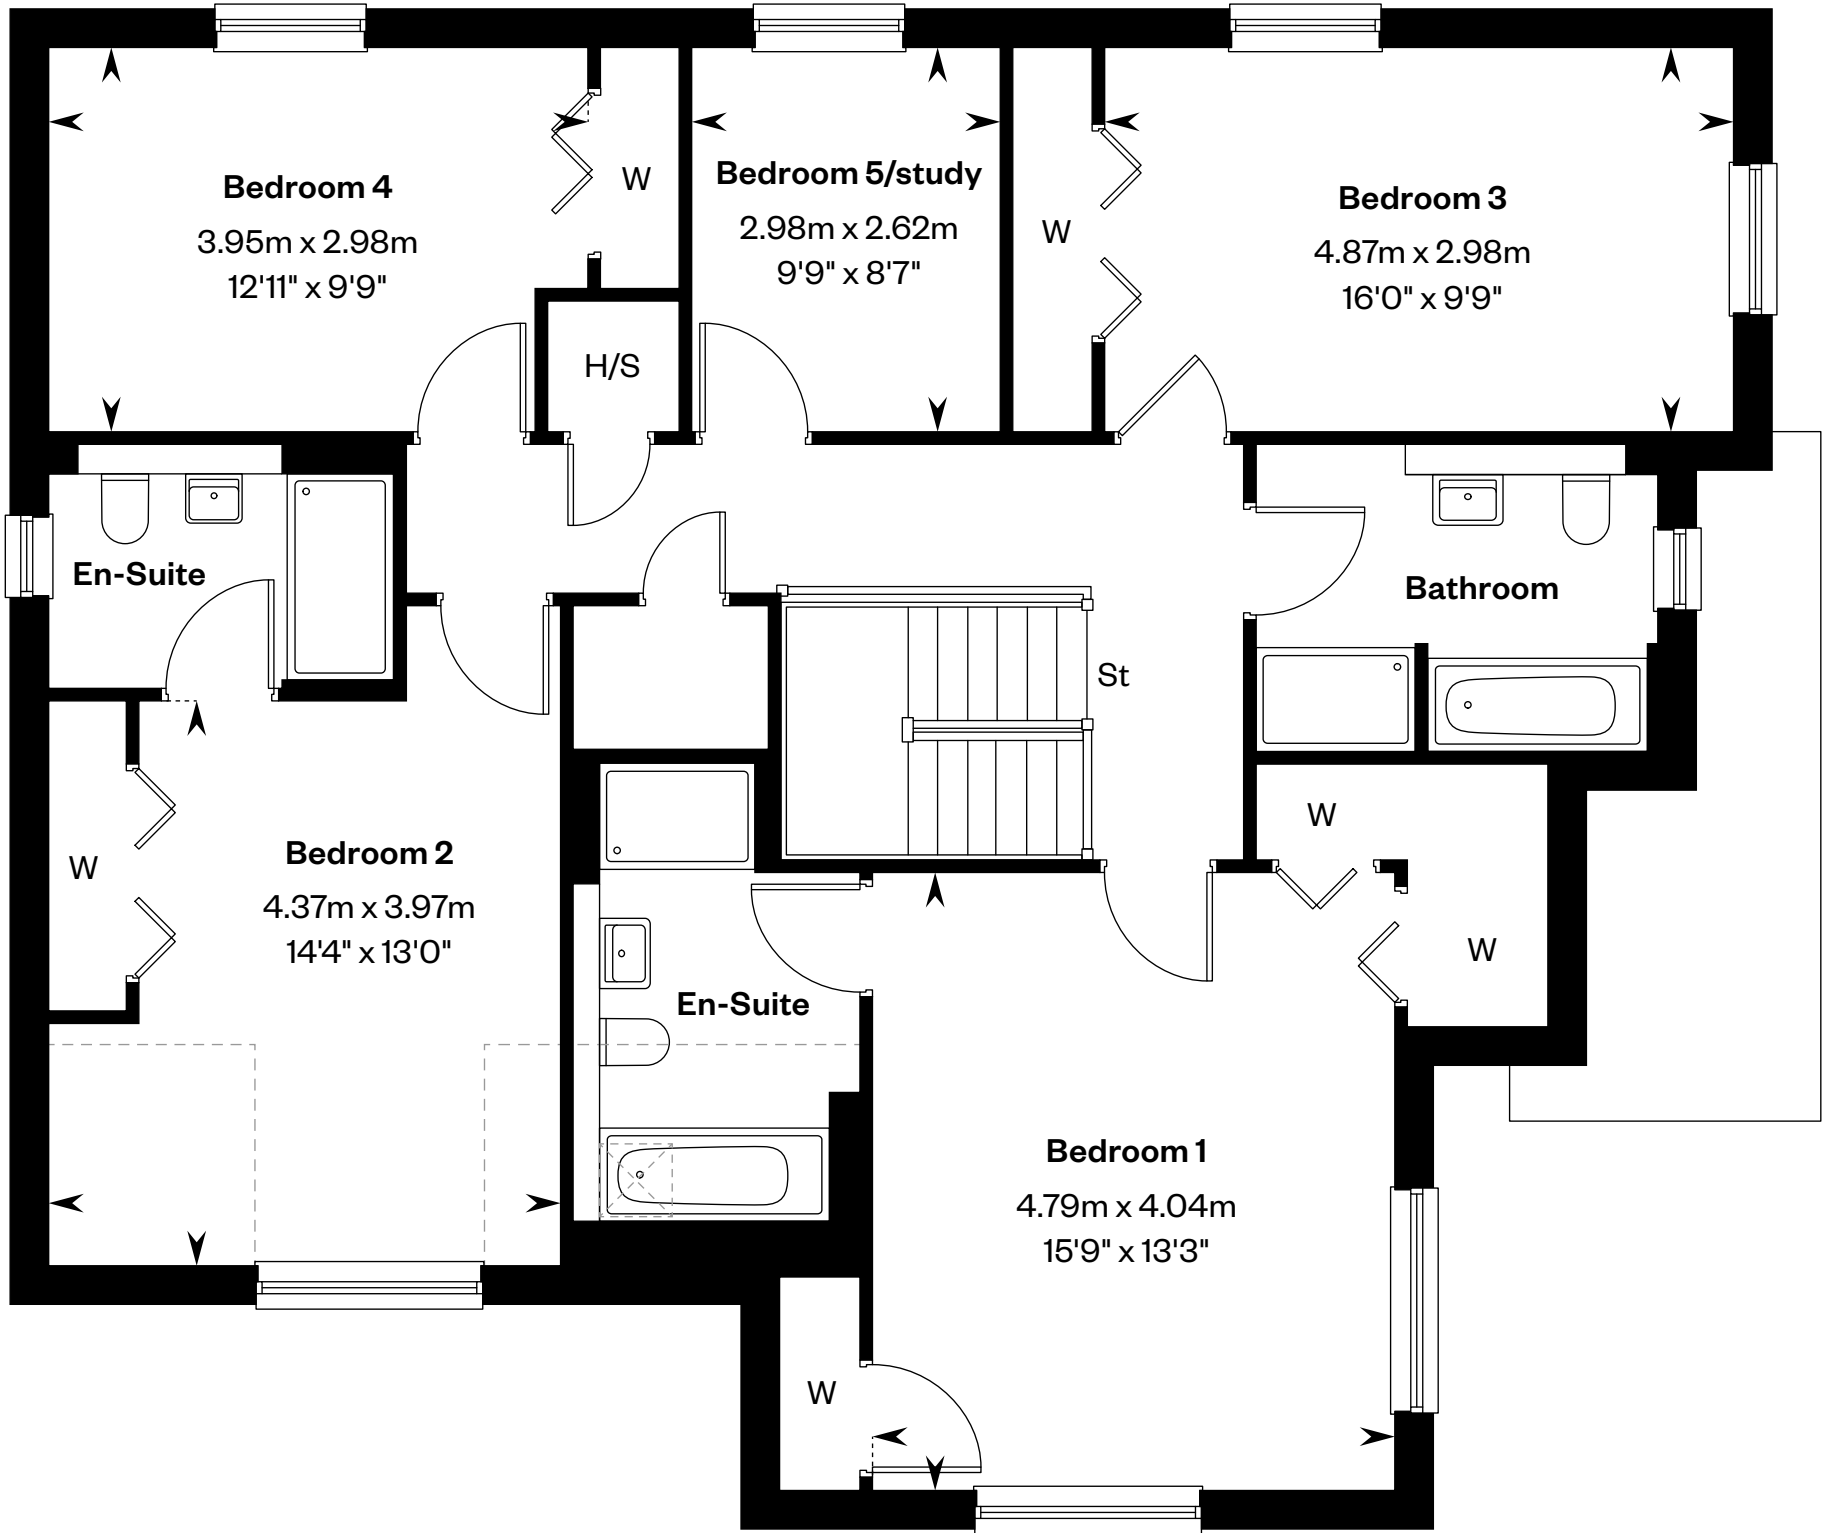 Bedroom 4
3.95m x 2.98m
12'11" x 9'9"
W
Bedroom 5/study
2.98m x 2.62m
9'9" x 8'7"
W
Bedroom 3
4.87m x 2.98m
16'0" x 9'9"
H/S
En-Suite
Bathroom
St
W
Bedroom 2
4.37m x 3.97m
14'4" x 13'0"
W
W
En-Suite
Bedroom 1
4.79m x 4.04m
15'9" x 13'3"
W